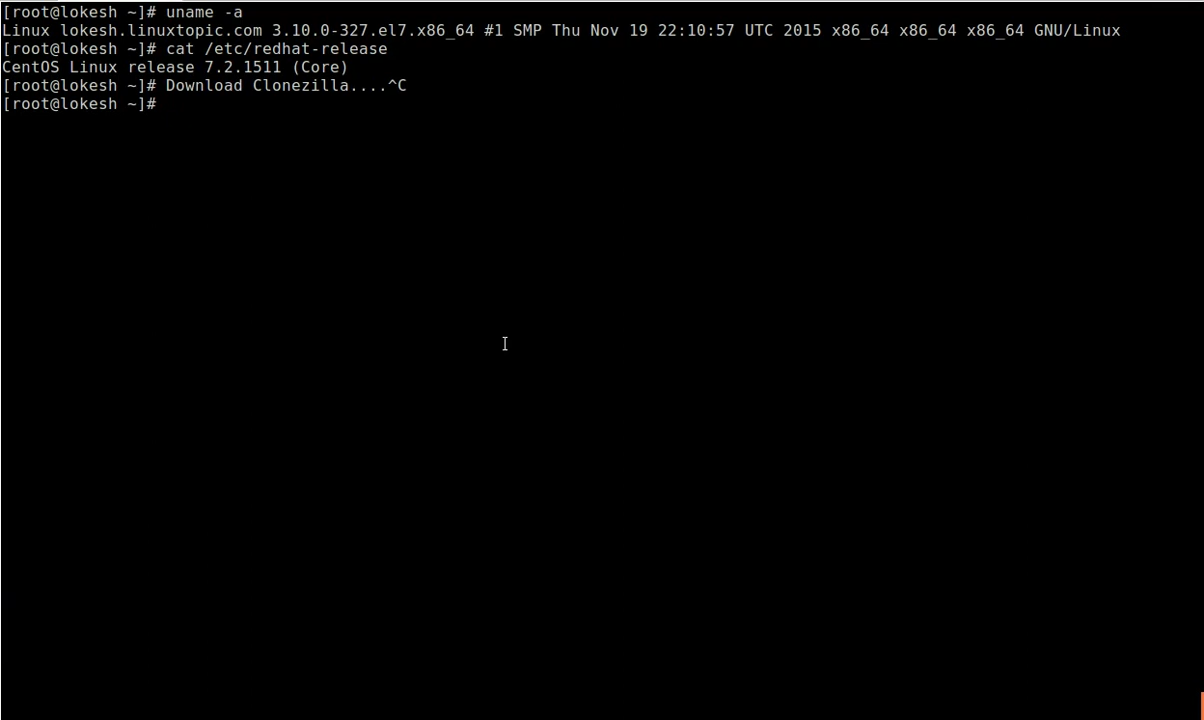 [root@lokesh ~]# uname -a
Linux lokesh.linuxtopic.com 3.10.0-327.el7.x86_64 #1 SMP Thu Nov 19 22:10:57 UTC 2015 x86_64 x86_64 x86_64 GNU/Linux
[root@lokesh ~]# cat /etc/redhat-release
CentOS Linux release 7.2.1511 (Core)
[root@lokesh ~]# Download Clonezilla....^C
[root@lokesh ~]#